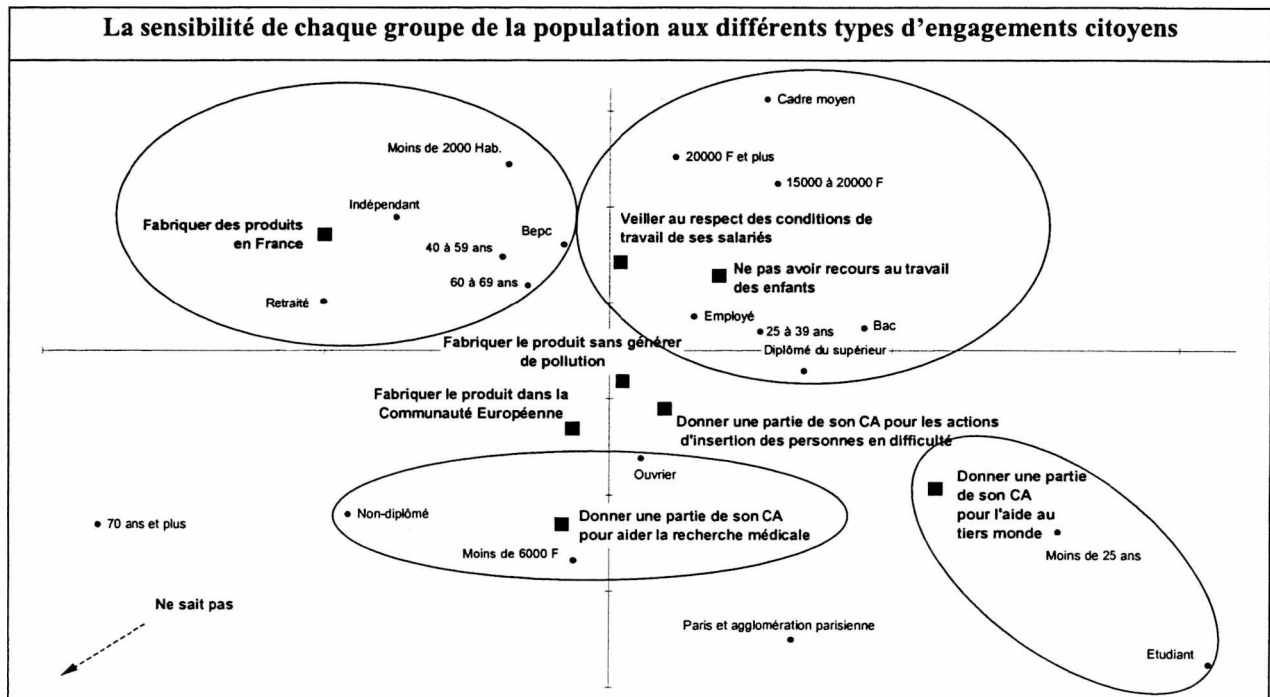 La sensibilité de chaque groupe de la population aux différents types d'engagements citoyens
Cadre moyen
Moins de 2000 Hab.
20000 F et plus
15000 à 20000 F
Indépendant
Fabriquer des produits
en France
Bepc
Veiller au respect des conditions de
travail de ses salariés
40 à 59 ans
60 à 69 ans
Ne pas avoir recours au travail
des enfants
Retraité
Employé
25 à 39 ans
Bac
Diplômé du supérieur
Fabriquer le produit sans générer
de pollution
Fabriquer le produit dans la
Communauté Européenne
Donner une partie de son CA pour les actions
d'insertion des personnes en difficulté
Ouvrier
Donner une partie
de son CA
pour l'aide au
tiers monde
Non-diplômé
70 ans et plus
Donner une partie de son CA
pour aider la recherche médicale
Moins de 6000 F
Moins de 25 ans
Ne sait pas
Paris et agglomération parisienne
Etudiant